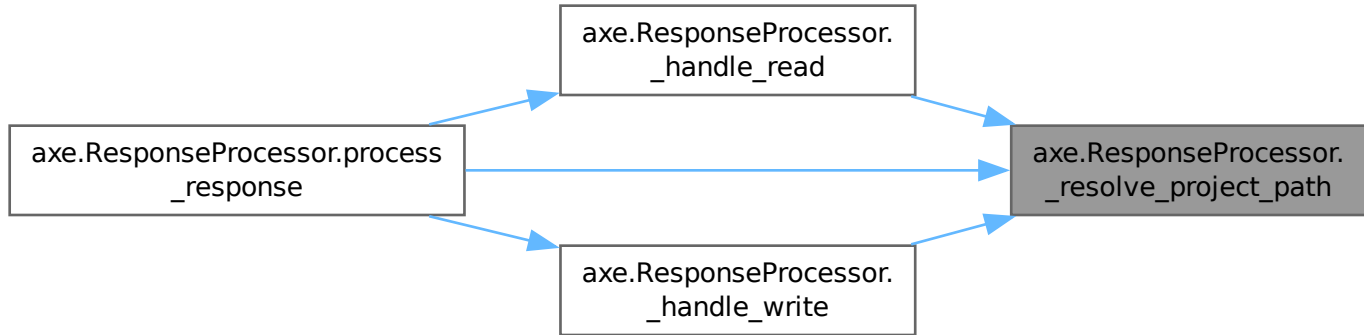 axe.ResponseProcessor.
_handle_read
axe.ResponseProcessor.process
_response
axe.ResponseProcessor.
_resolve_project_path
axe.ResponseProcessor.
_handle_write